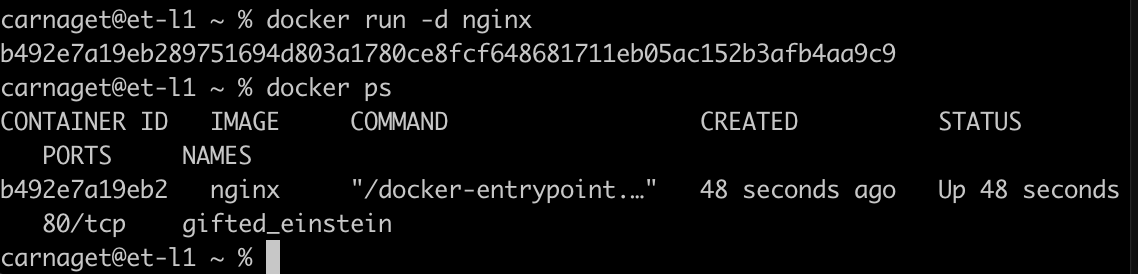 carnaget@et-l1 ~ % docker run -d nginx
b492e7a19eb289751694d803a1780ce8fcf648681711eb05ac152b3afb4aa9c9
carnaget@et-l1 ~ % docker ps
CONTAINER ID   IMAGE     COMMAND                  CREATED          STATUS
   PORTS     NAMES
b492e7a19eb2   nginx     "/docker-entrypoint.…"   48 seconds ago   Up 48 seconds
   80/tcp    gifted_einstein
carnaget@et-l1 ~ %